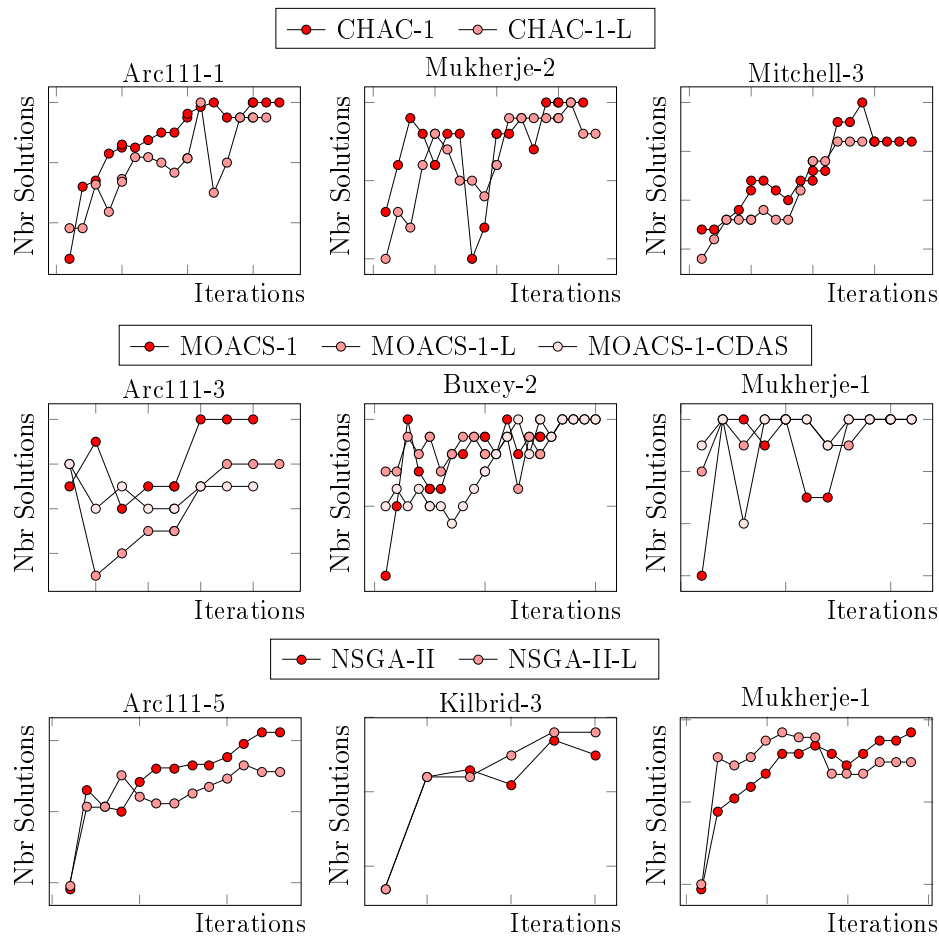 CHAC-1 CHAC-1-L
Arc111-1 Mukherje-2 Mitchell-3
Nbr Solutions Nbr Solutions Nbr Solutions
Iterations Iterations Iterations
MOACS-1 MOACS-1-L MOACS-1-CDAS
Arc111-3 Buxey-2 Mukherje-1
Nbr Solutions Nbr Solutions Nbr Solutions
Iterations Iterations Iterations
NSGA-II NSGA-II-L
Arc111-5 Kilbrid-3 Mukherje-1
Nbr Solutions Nbr Solutions Nbr Solutions
Iterations Iterations Iterations